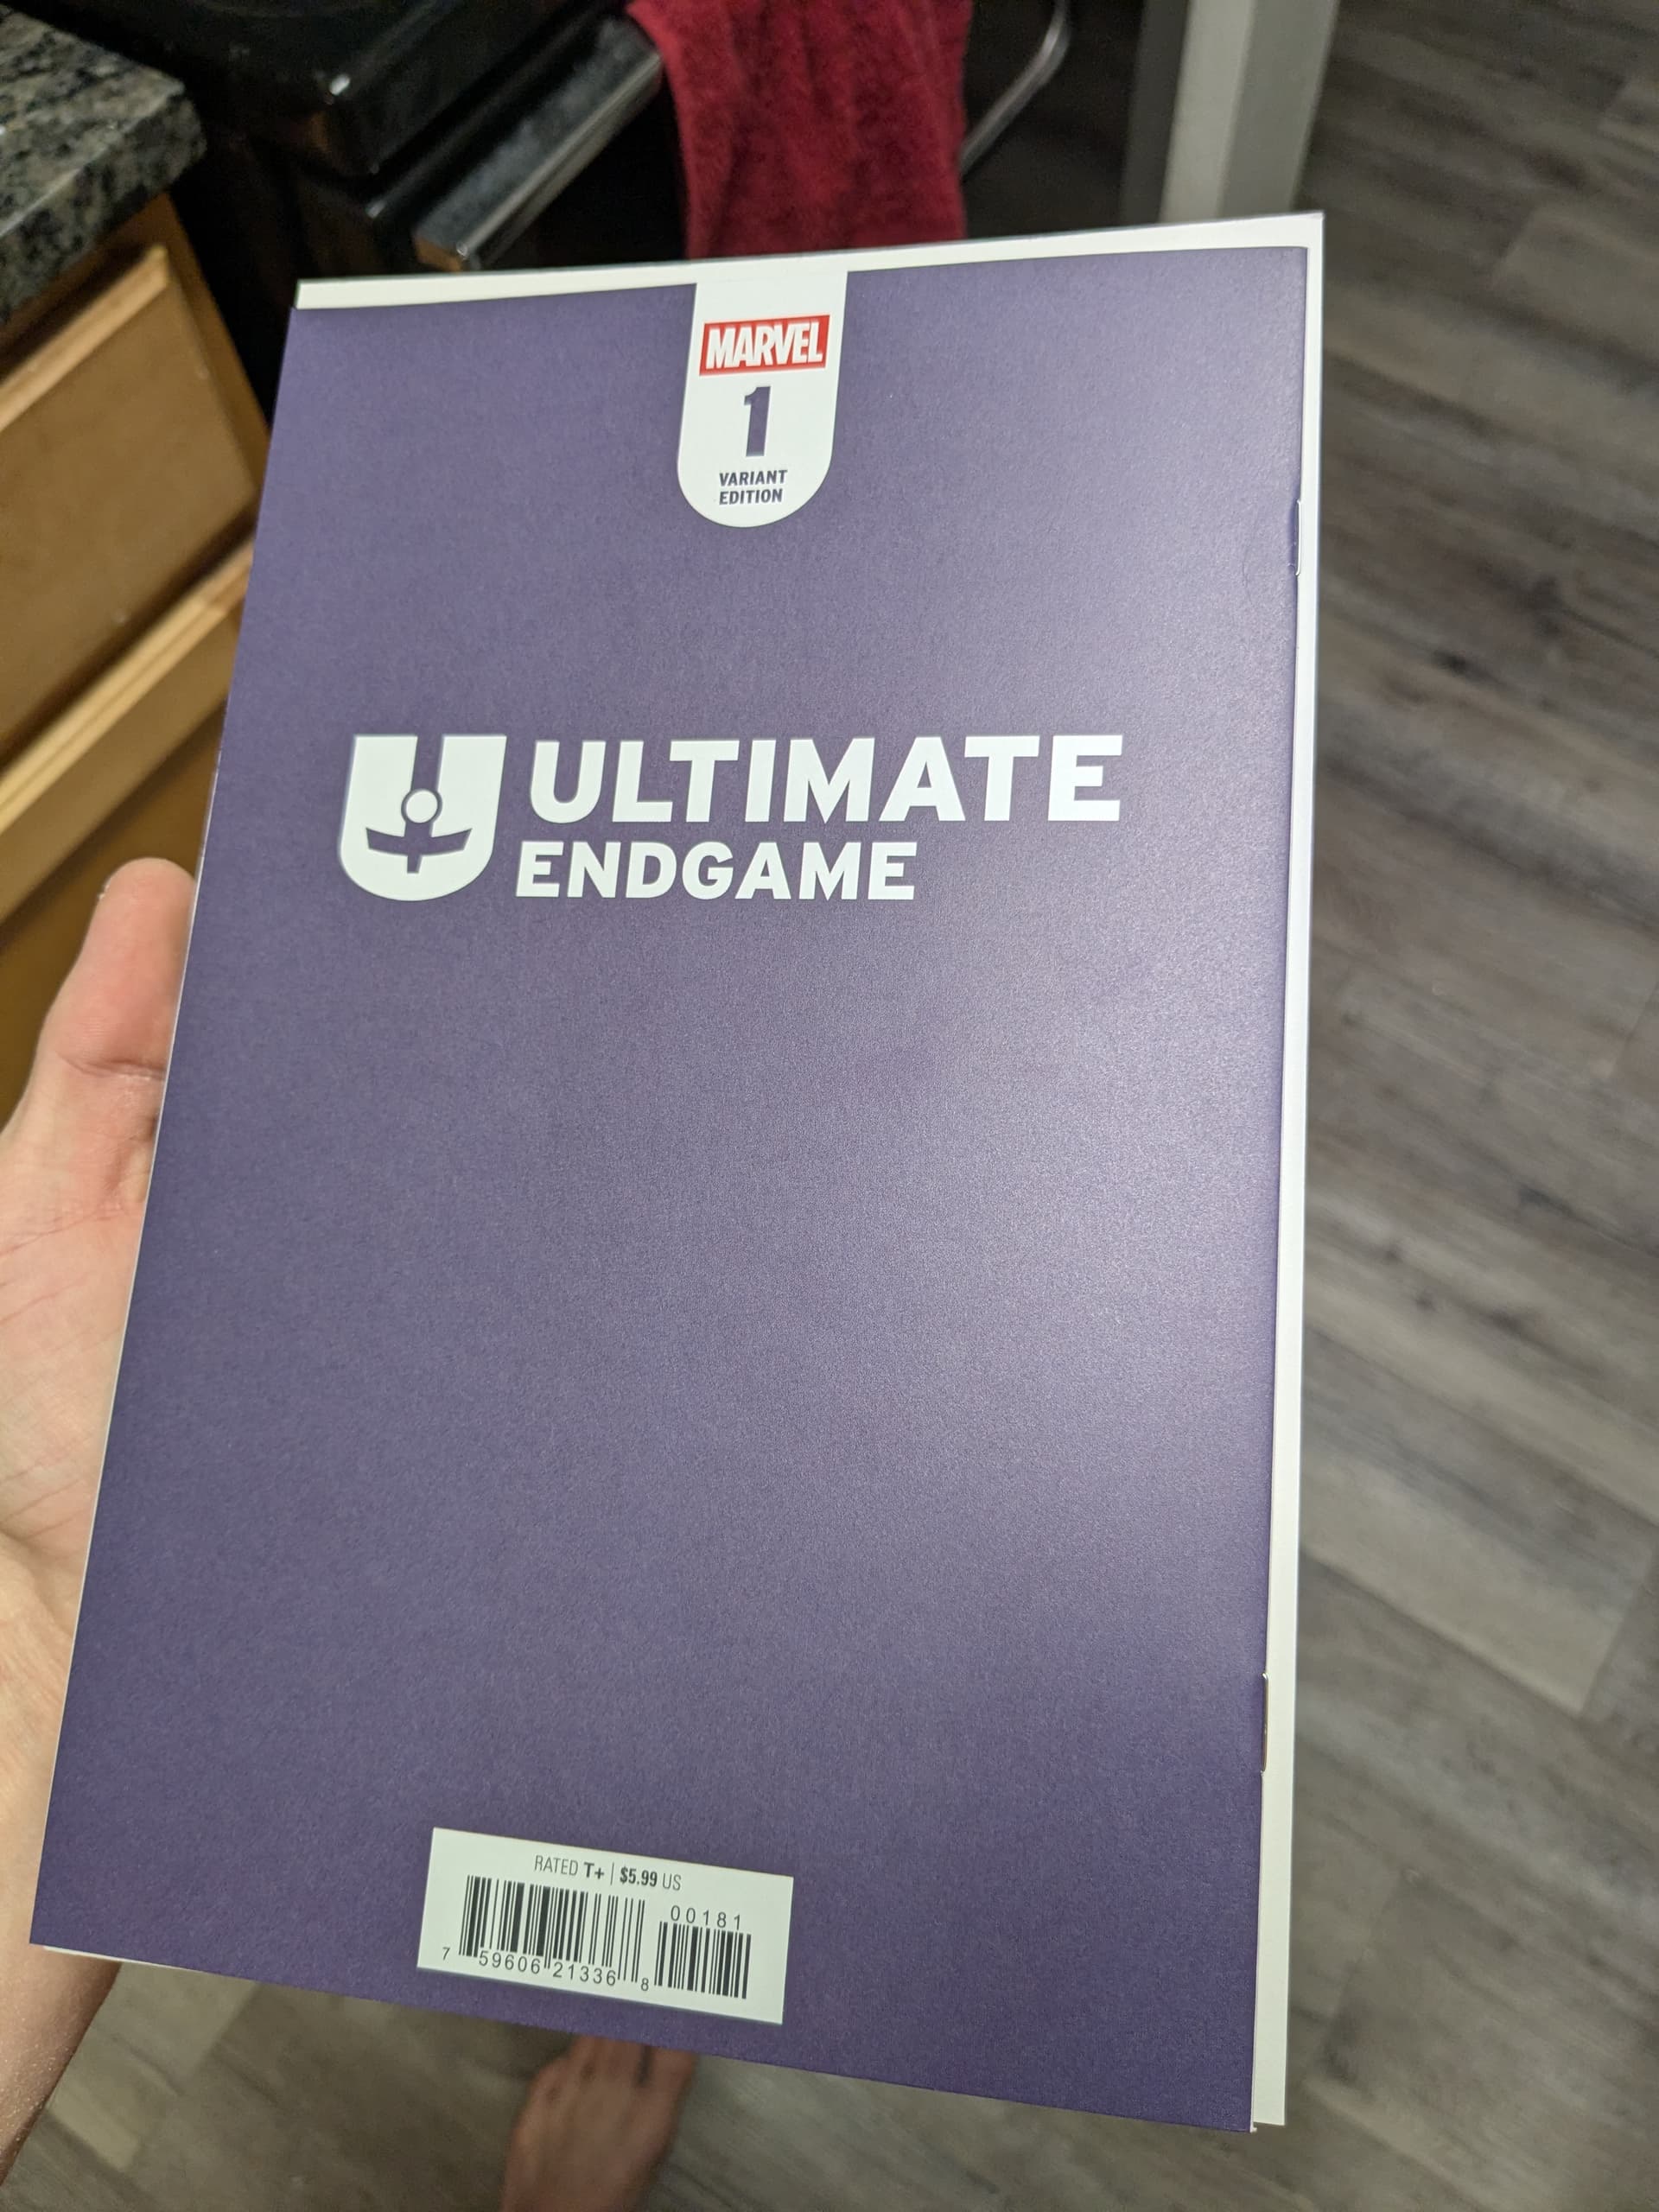 MARVEL
1
VARIANT
EDITION
ULTIMATE
ENDGAME
RATED T+ | $5.99 US
00181
7 59606 21336 8